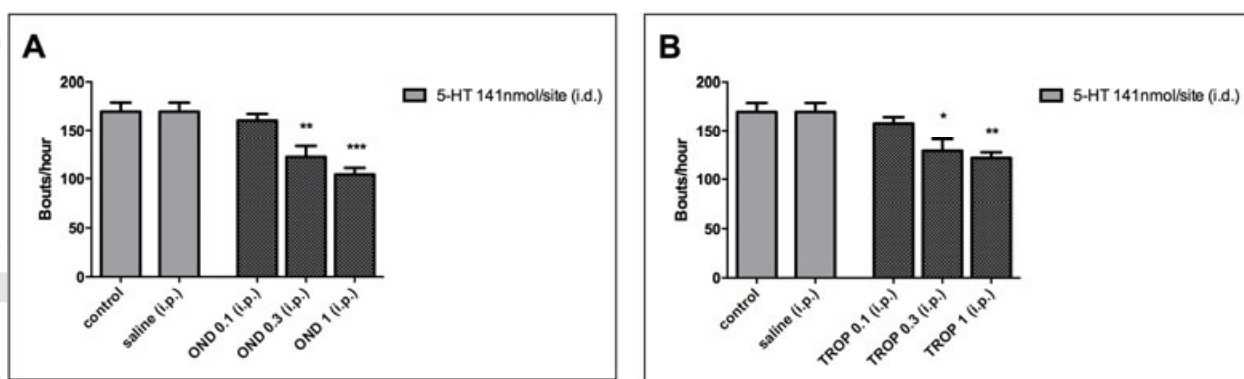 A
5-HT 141nmol/site (i.d.)
Bouts/hour
200
150
100
50
0
**
***
control
saline (i.p.)
OND 0.1 (i.p.)
OND 0.3 (i.p.)
OND 1 (i.p.)
B
5-HT 141nmol/site (i.d.)
Bouts/hour
200
150
100
50
0
*
**
control
saline (i.p.)
TROP 0.1 (i.p.)
TROP 0.3 (i.p.)
TROP 1 (i.p.)